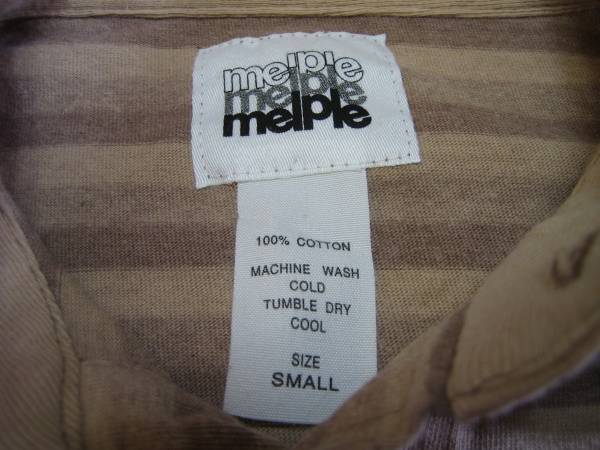 melple
melple
melple
100% COTTON
MACHINE WASH
COLD
TUMBLE DRY
COOL
SIZE
SMALL